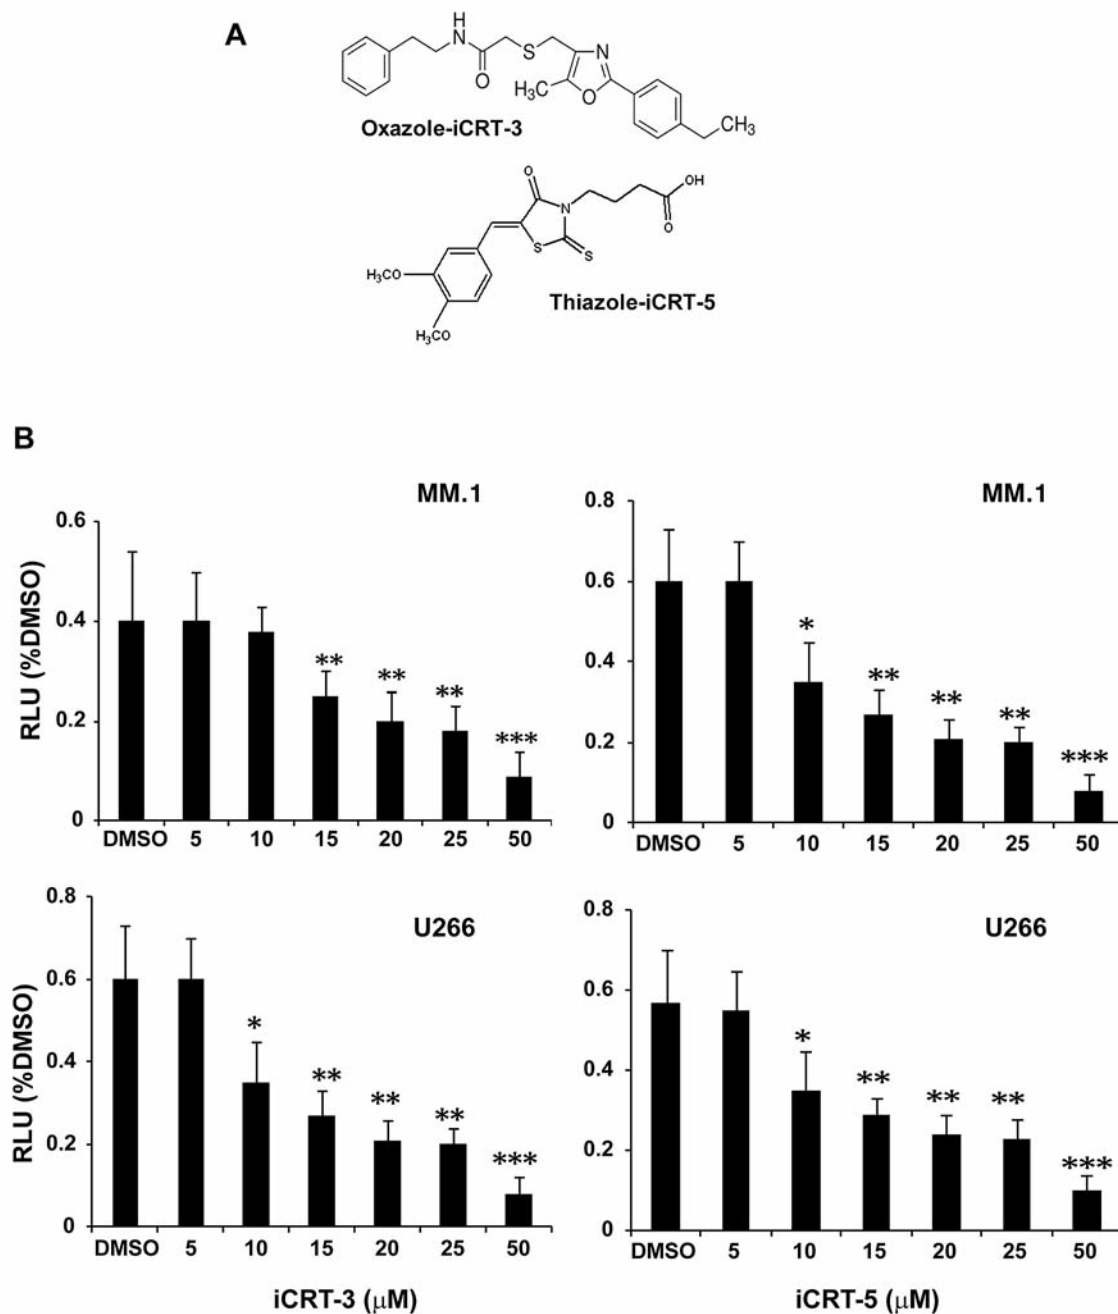 A
H
N
O
S
N
H₃C
O
CH₃
Oxazole-iCRT-3
O
N
OH
O
S
S
H₃CO
H₃CO
Thiazole-iCRT-5
B
MM.1
RLU (%DMSO)
0.6
0.4
0.2
0
** ** ** ***
DMSO 5 10 15 20 25 50
MM.1
0.8
0.6
0.4
0.2
0
* ** ** ** ***
DMSO 5 10 15 20 25 50
U266
RLU (%DMSO)
0.8
0.6
0.4
0.2
0
* ** ** ** ***
DMSO 5 10 15 20 25 50
iCRT-3 (μM)
U266
0.8
0.6
0.4
0.2
0
* ** ** ** ***
DMSO 5 10 15 20 25 50
iCRT-5 (μM)